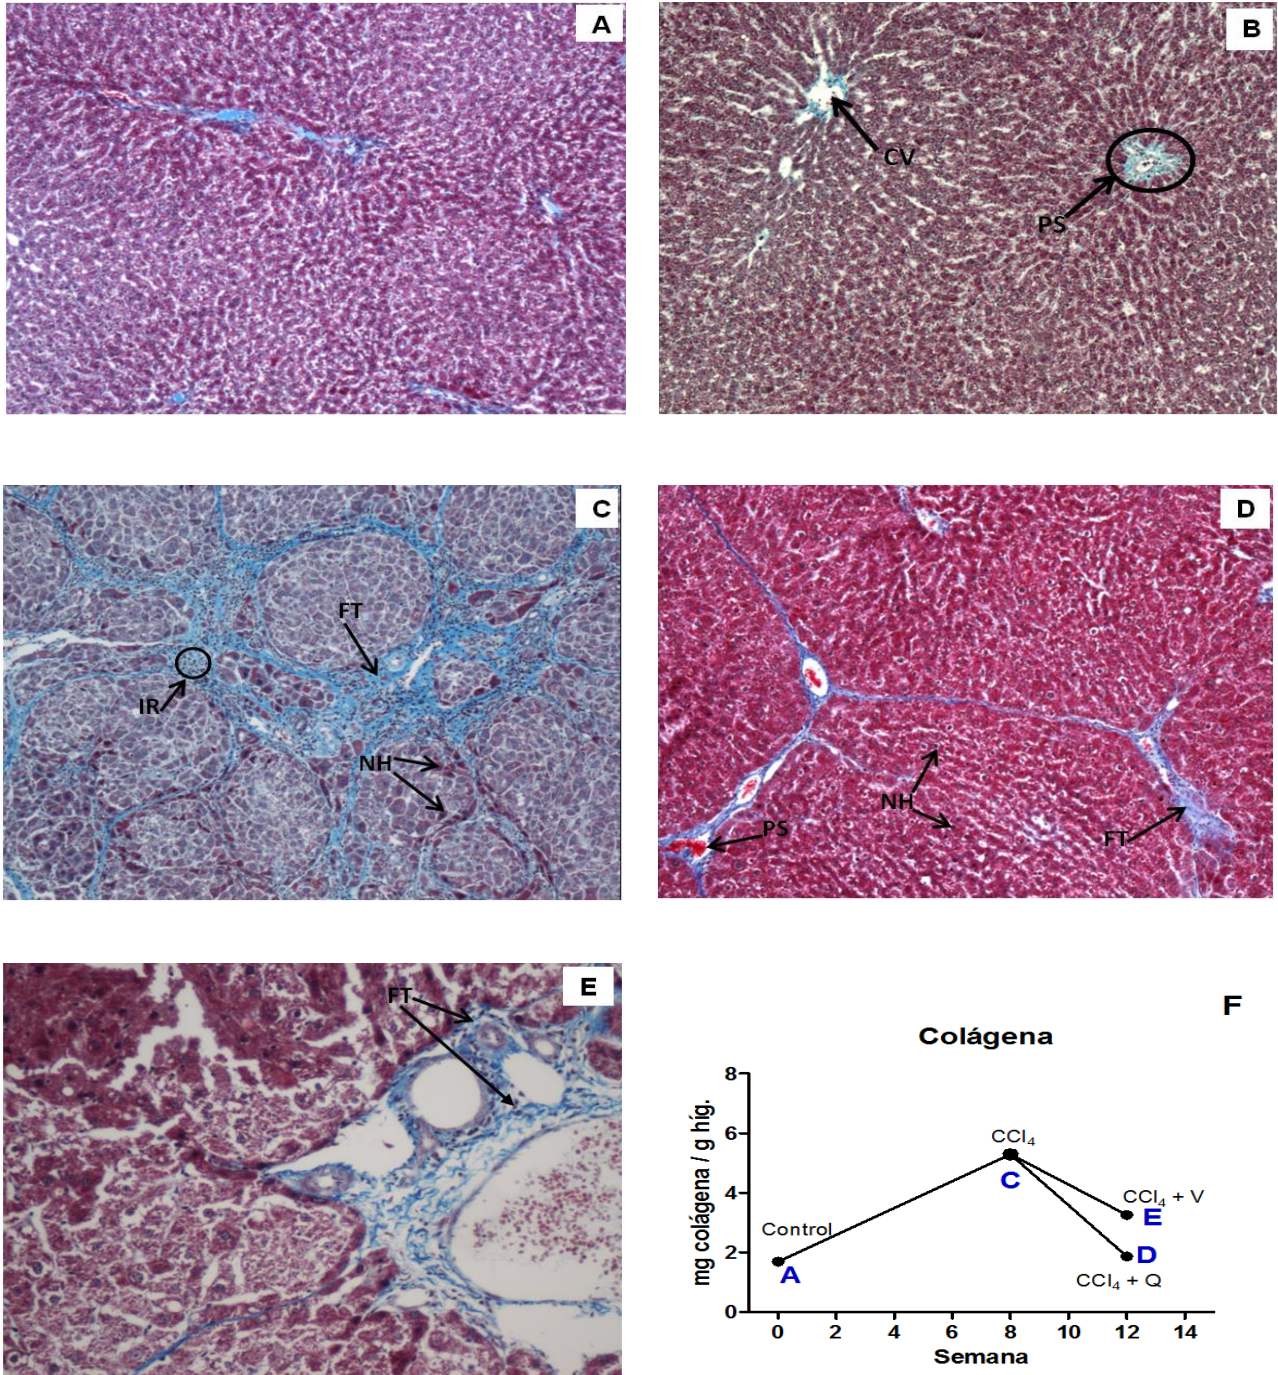 A
B
CV
PS
C
FT
IR
NH
D
NH
PS
FT
E
FT
F
Colágena
mg colágena / g híg.
8
6
4
2
0
CCl₄
C
CCl₄ + V
E
Control
D
A
CCl₄ + Q
0 2 4 6 8 10 12 14
Semana